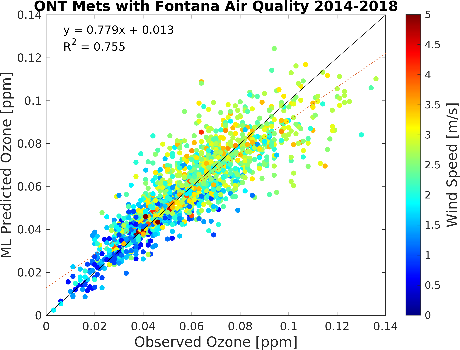 ONT Mets with Fontana Air Quality 2014-2018
y = 0.779x + 0.013
R² = 0.755
ML Predicted Ozone [ppm]
0.14
0.12
0.1
0.08
0.06
0.04
0.02
0
0 0.02 0.04 0.06 0.08 0.1 0.12 0.14
Observed Ozone [ppm]
5
4.5
4
3.5
3
2.5
2
1.5
1
0.5
0
Wind Speed [m/s]